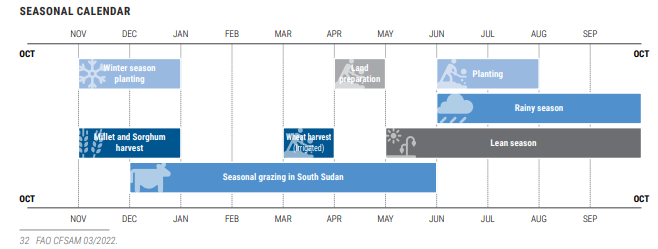 SEASONAL CALENDAR
NOV DEC JAN FEB MAR APR MAY JUN JUL AUG SEP
OCT OCT
Winter season
planting
Land
preparation
Planting
Rainy season
Millet and Sorghum
harvest
Wheat harvest
(irrigated)
Lean season
Seasonal grazing in South Sudan
OCT OCT
NOV DEC JAN FEB MAR APR MAY JUN JUL AUG SEP
32 FAO CFSAM 03/2022.